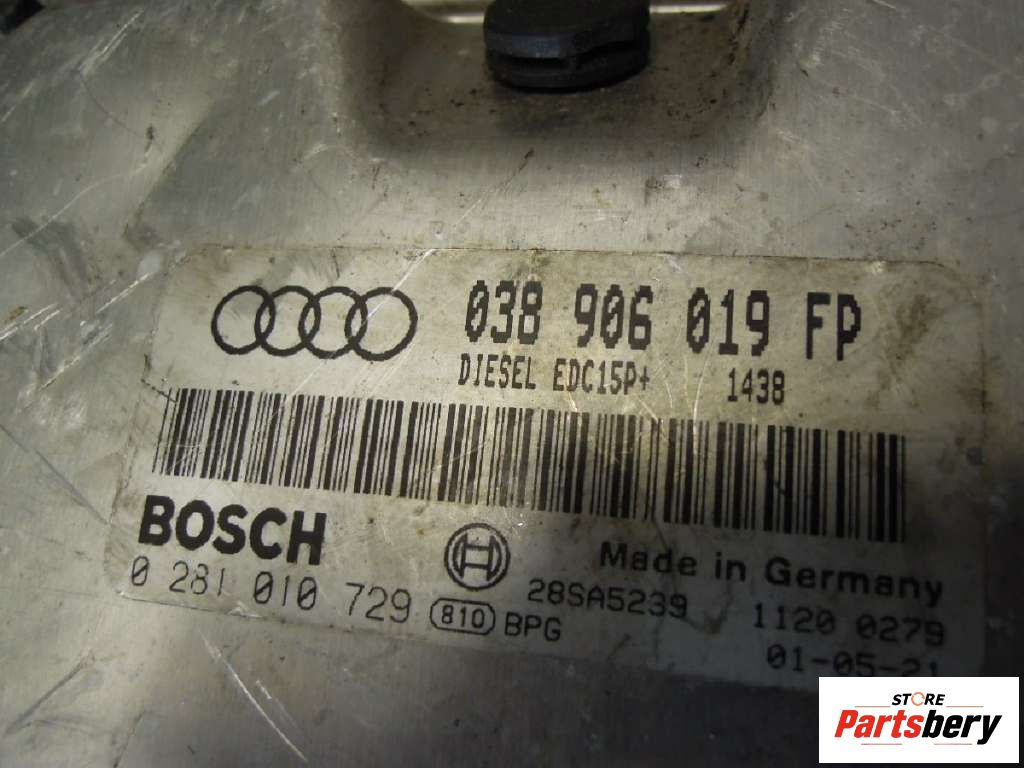 038 906 019 FP
DIESEL EDC15P+ 1438
BOSCH
Made in Germany
0 281 010 729 810 BPG 28SA5239 1120 0279
01-05-21
STORE
Partsbery